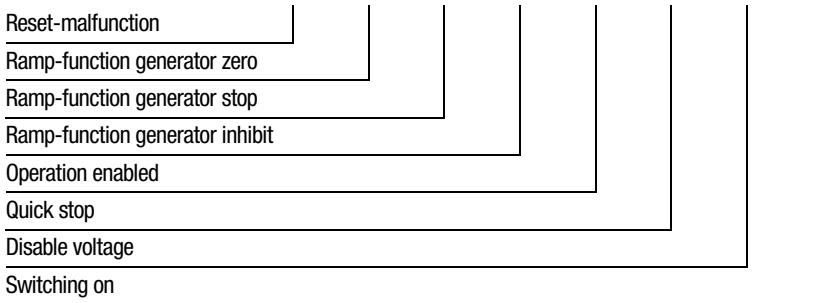 Reset-malfunction
Ramp-function generator zero
Ramp-function generator stop
Ramp-function generator inhibit
Operation enabled
Quick stop
Disable voltage
Switching on